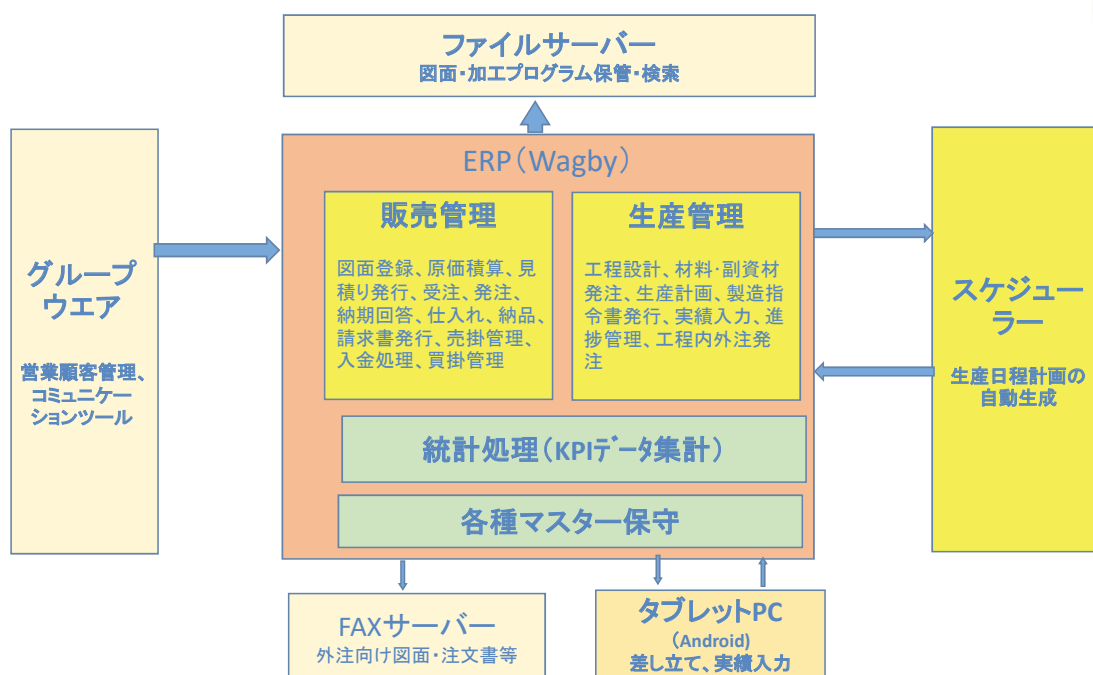 ファイルサーバー
図面・加工プログラム保管・検索
グループ
ウエア
営業顧客管理、
コミュニケー
ションツール
ERP（Wagby）
販売管理
図面登録、原価積算、見
積り発行、受注、発注、
納期回答、仕入れ、納品、
請求書発行、売掛管理、
入金処理、買掛管理
生産管理
工程設計、材料・副資材
発注、生産計画、製造指
令書発行、実績入力、進
捗管理、工程内外注発
注
統計処理（KPIﾃﾞｰﾀ集計）
各種マスター保守
スケジュー
ラー
生産日程計画の
自動生成
FAXサーバー
外注向け図面・注文書等
タブレットPC
（Android)
差し立て、実績入力